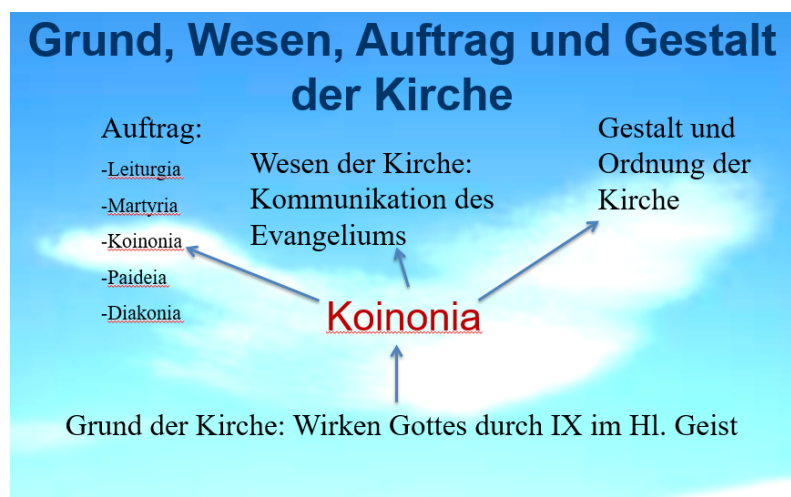 Grund, Wesen, Auftrag und Gestalt
der Kirche
Auftrag:
-Leiturgia
-Martyria
-Koinonia
-Paideia
-Diakonia
Wesen der Kirche:
Kommunikation des
Evangeliums
Gestalt und
Ordnung der
Kirche
Koinonia
Grund der Kirche: Wirken Gottes durch IX im Hl. Geist